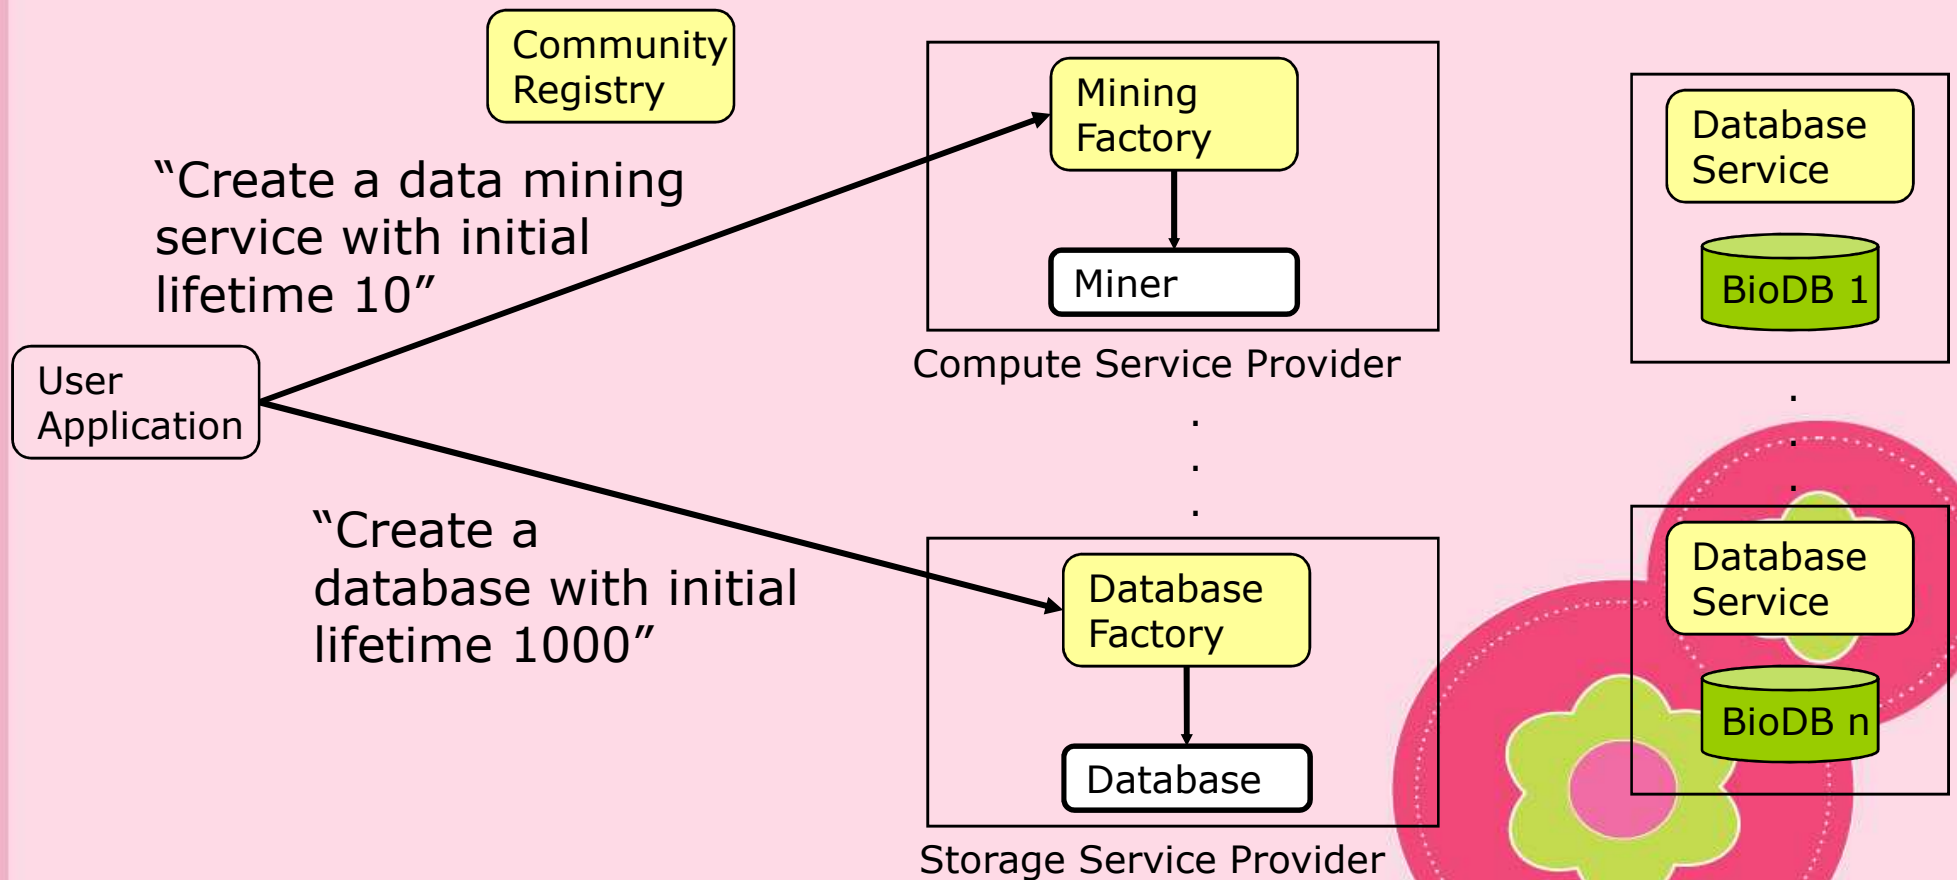 Community
Registry
“Create a data mining
service with initial
lifetime 10”
User
Application
“Create a
database with initial
lifetime 1000”
Mining
Factory
Miner
Compute Service Provider
.
.
.
Database
Factory
Database
Storage Service Provider
Database
Service
BioDB 1
.
.
.
Database
Service
BioDB n